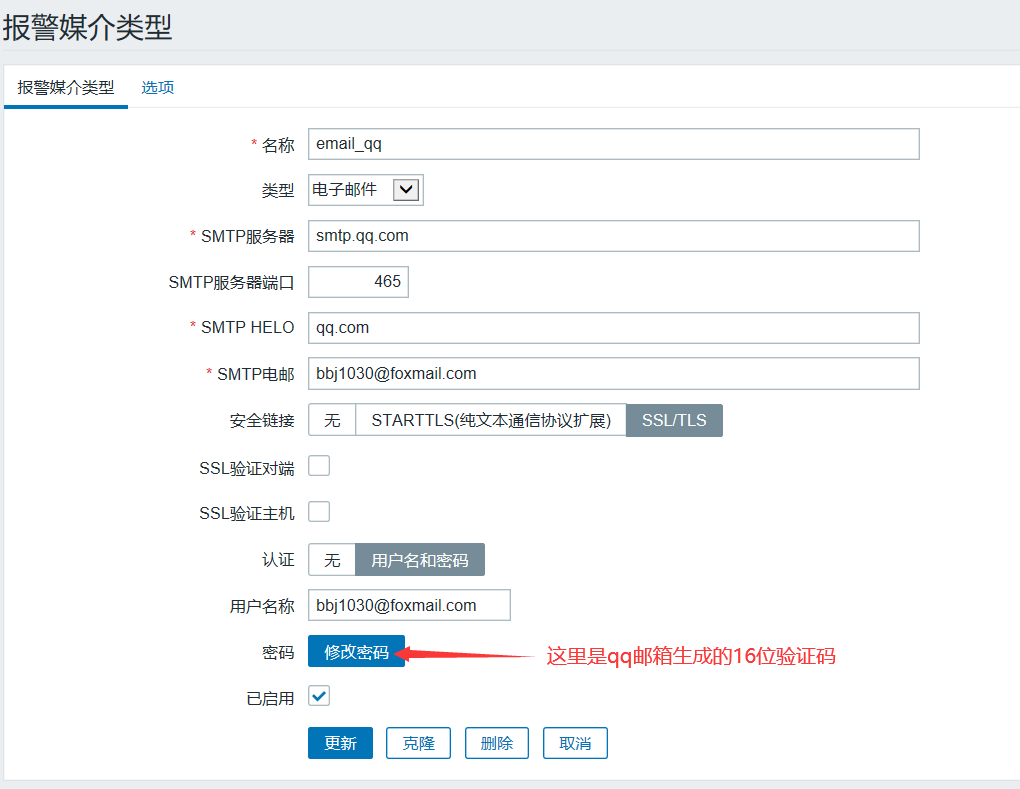 报警媒介类型
报警媒介类型 选项
* 名称 email_qq
类型 电子邮件
* SMTP服务器 smtp.qq.com
SMTP服务器端口 465
* SMTP HELO qq.com
* SMTP电邮 bbj1030@foxmail.com
安全链接 无 STARTTLS(纯文本通信协议扩展) SSL/TLS
SSL验证对端
SSL验证主机
认证 无 用户名和密码
用户名称 bbj1030@foxmail.com
密码 修改密码 这里是qq邮箱生成的16位验证码
已启用
更新 克隆 删除 取消